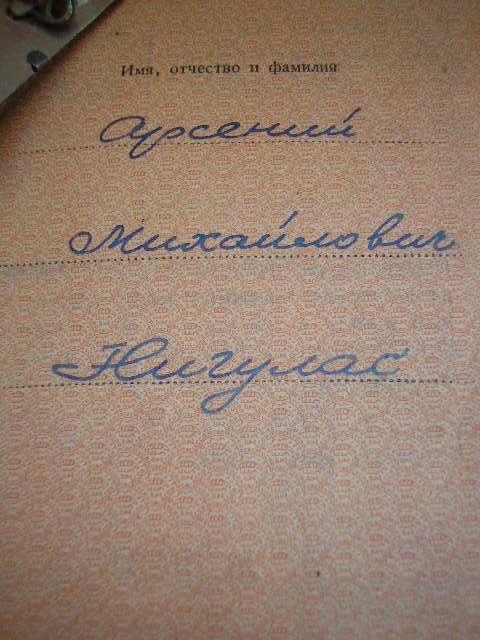 Имя, отчество и фамилия
Арсений
Михайлович
Нигулас